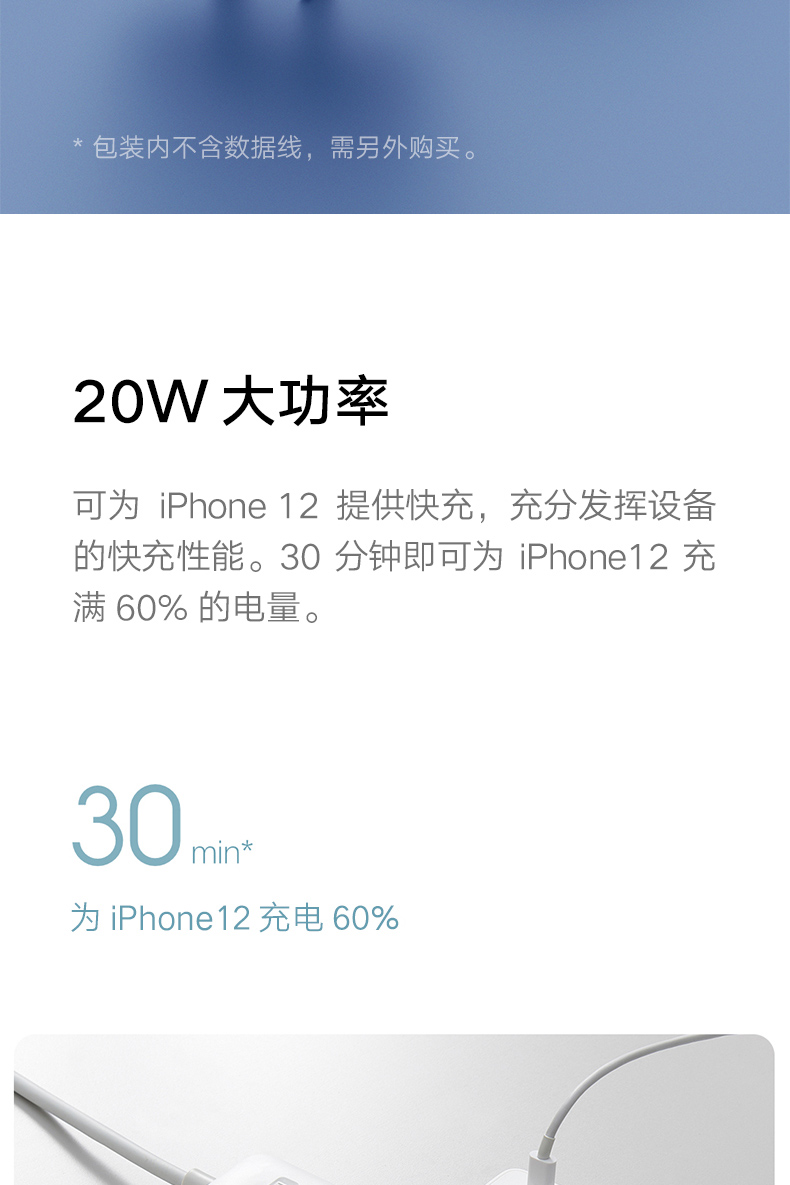 * 包装内不含数据线，需另外购买。
20W 大功率
可为 iPhone 12 提供快充，充分发挥设备
的快充性能。30 分钟即可为 iPhone12 充
满 60% 的电量。
30 min*
为 iPhone12 充电 60%